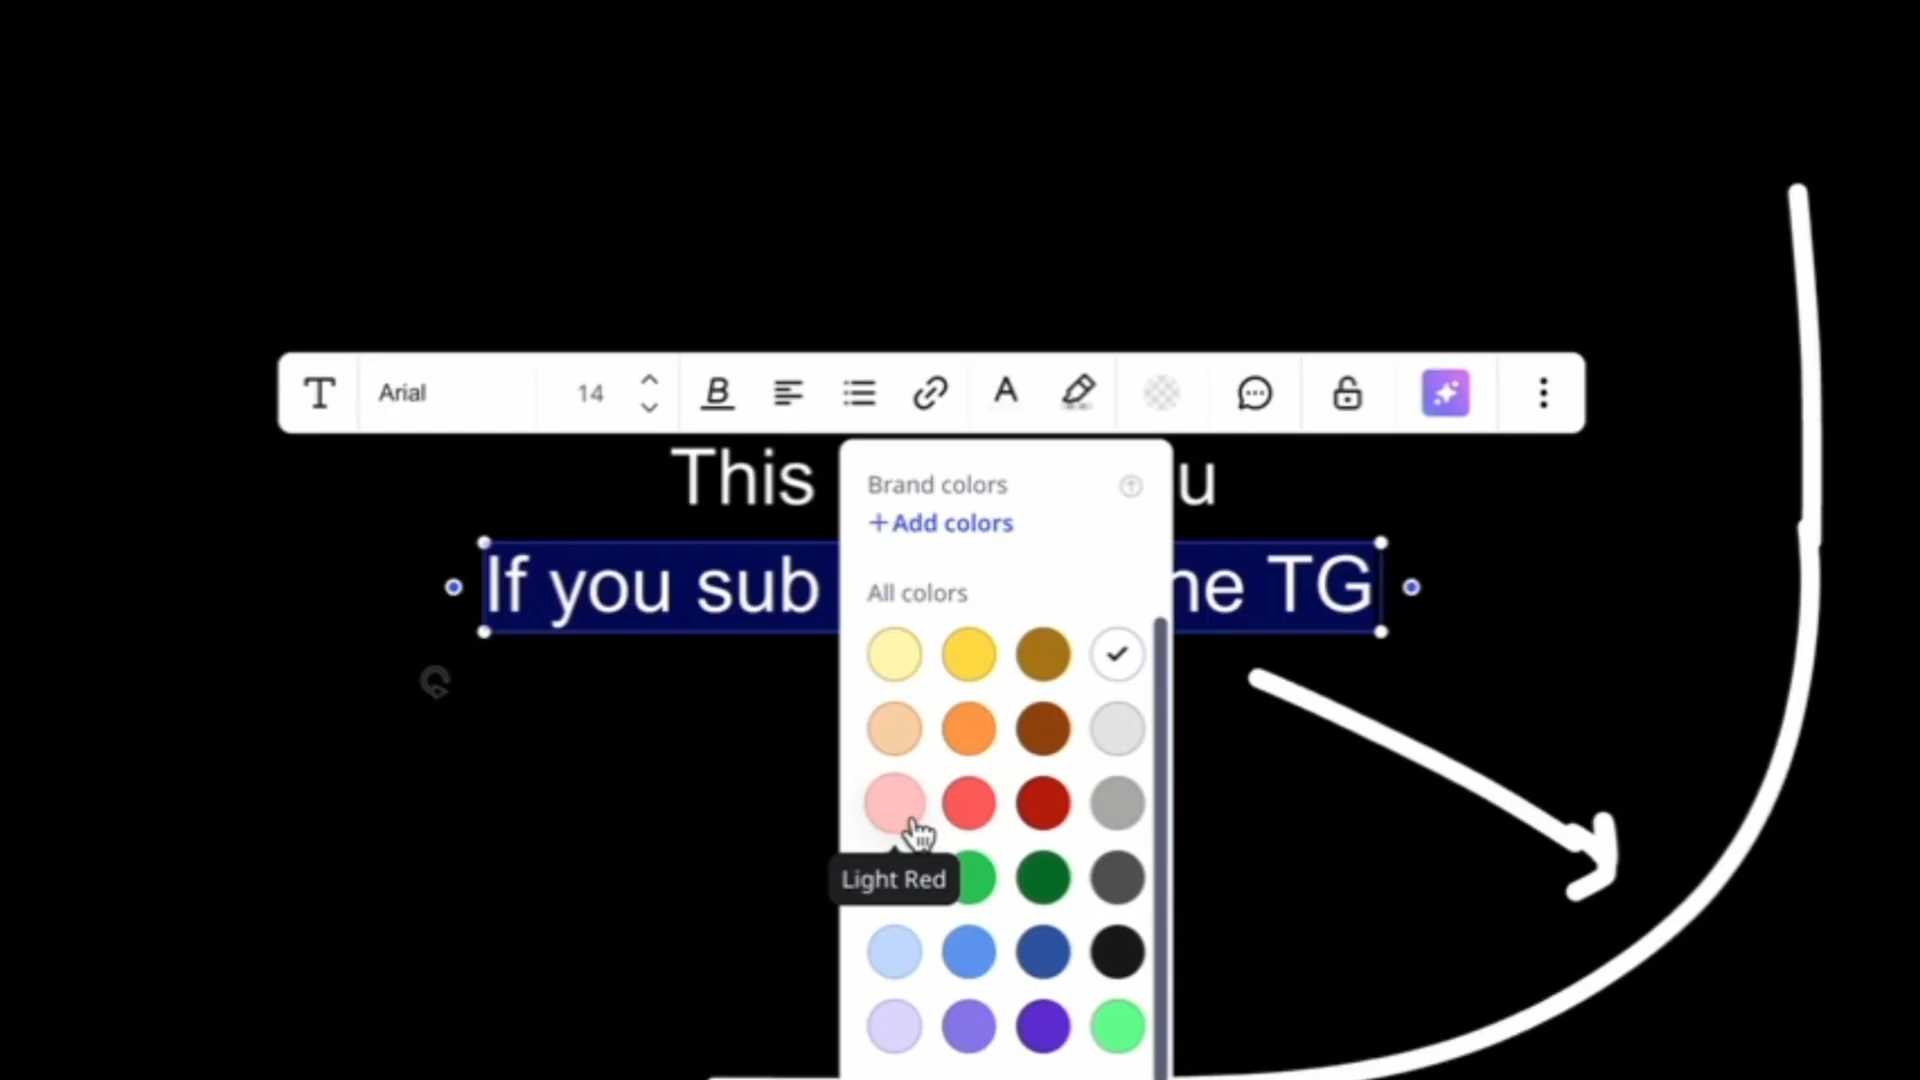 Arial 14 B A
This u
Brand colors
+ Add colors
If you sub ne TG
All colors
Light Red